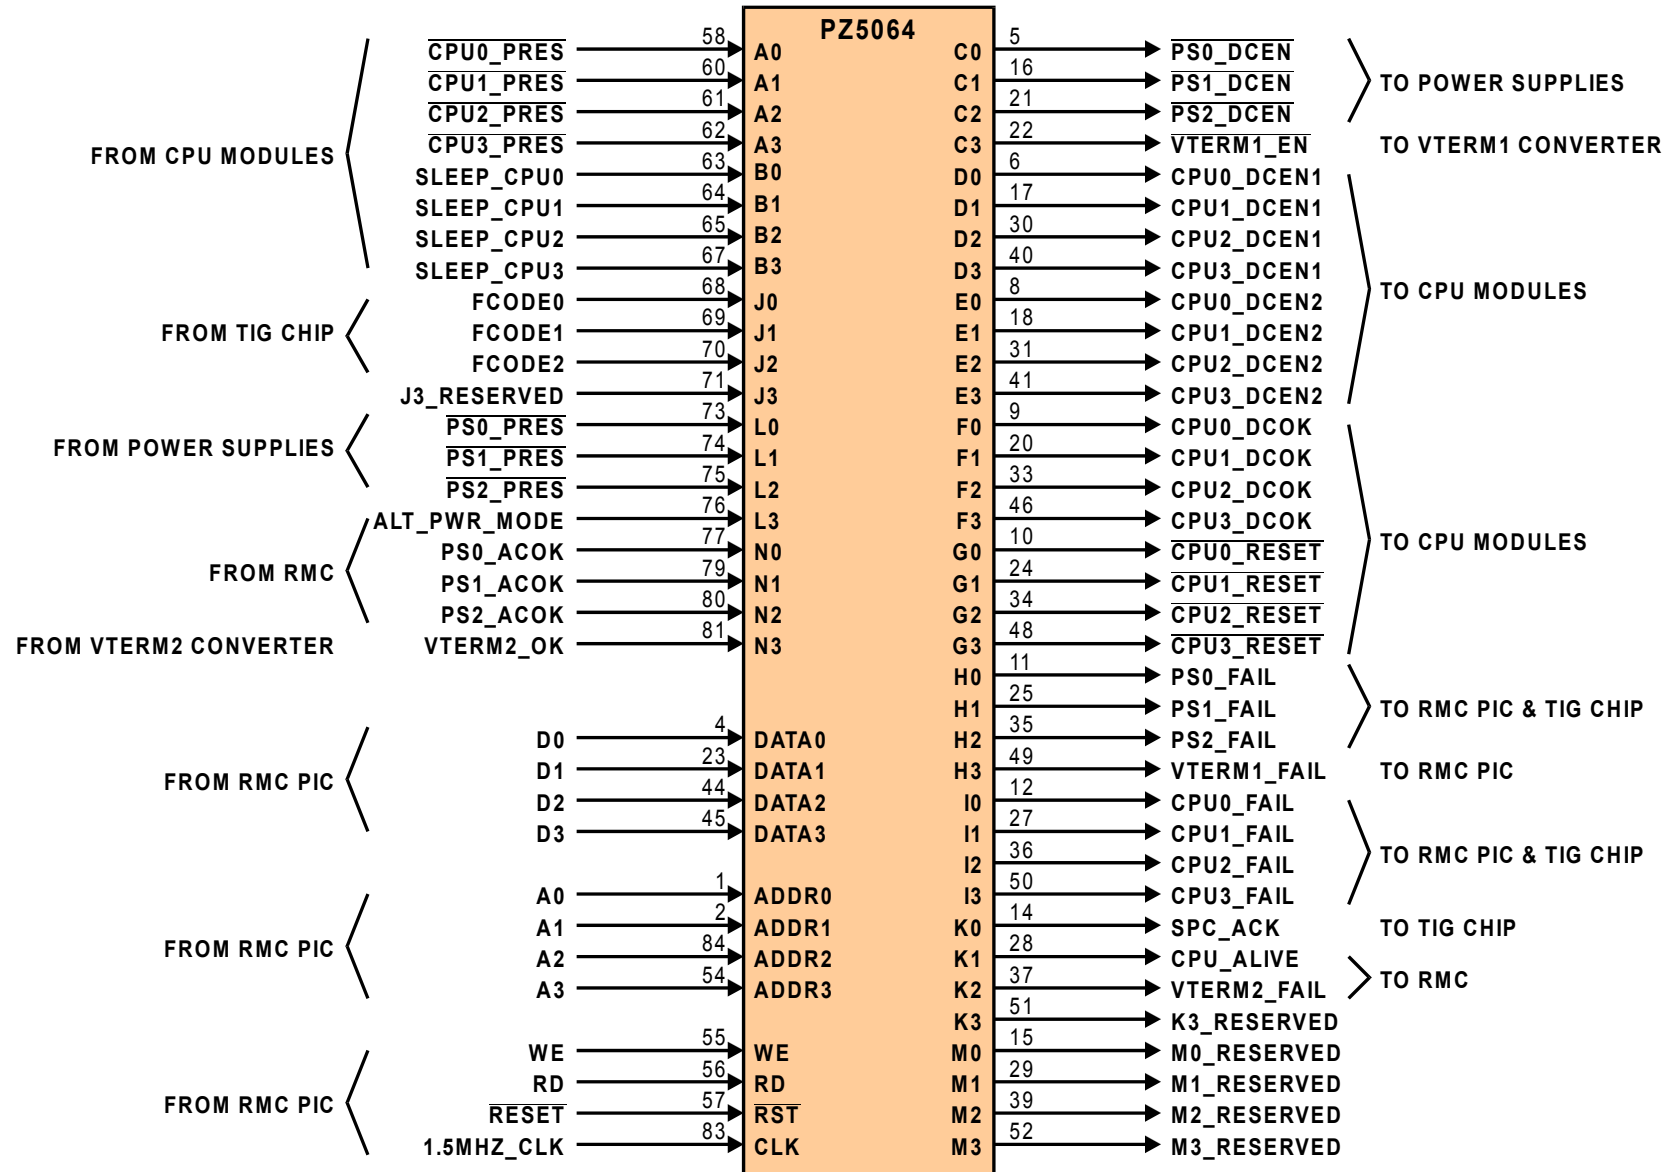 PZ5064
CPU0_PRES 58 A0 C0 5 PS0_DCEN
CPU1_PRES 60 A1 C1 16 PS1_DCEN TO POWER SUPPLIES
CPU2_PRES 61 A2 C2 21 PS2_DCEN
CPU3_PRES 62 A3 C3 22 VTERM1_EN TO VTERM1 CONVERTER
FROM CPU MODULES
SLEEP_CPU0 63 B0 D0 6 CPU0_DCEN1
SLEEP_CPU1 64 B1 D1 17 CPU1_DCEN1
SLEEP_CPU2 65 B2 D2 30 CPU2_DCEN1
SLEEP_CPU3 67 B3 D3 40 CPU3_DCEN1
TO CPU MODULES
FCODE0 68 J0 E0 8 CPU0_DCEN2
FROM TIG CHIP FCODE1 69 J1 E1 18 CPU1_DCEN2
FCODE2 70 J2 E2 31 CPU2_DCEN2
J3_RESERVED 71 J3 E3 41 CPU3_DCEN2
PS0_PRES 73 L0 F0 9 CPU0_DCOK
FROM POWER SUPPLIES PS1_PRES 74 L1 F1 20 CPU1_DCOK
PS2_PRES 75 L2 F2 33 CPU2_DCOK
ALT_PWR_MODE 76 L3 F3 46 CPU3_DCOK
PS0_ACOK 77 N0 G0 10 CPU0_RESET TO CPU MODULES
FROM RMC PS1_ACOK 79 N1 G1 24 CPU1_RESET
PS2_ACOK 80 N2 G2 34 CPU2_RESET
FROM VTERM2 CONVERTER VTERM2_OK 81 N3 G3 48 CPU3_RESET
H0 11 PS0_FAIL
H1 25 PS1_FAIL TO RMC PIC & TIG CHIP
D0 4 DATA0 H2 35 PS2_FAIL
D1 23 DATA1 H3 49 VTERM1_FAIL TO RMC PIC
FROM RMC PIC
D2 44 DATA2 I0 12 CPU0_FAIL
D3 45 DATA3 I1 27 CPU1_FAIL
TO RMC PIC & TIG CHIP
I2 36 CPU2_FAIL
A0 1 ADDR0 I3 50 CPU3_FAIL
A1 2 ADDR1 K0 14 SPC_ACK TO TIG CHIP
FROM RMC PIC
A2 84 ADDR2 K1 28 CPU_ALIVE
TO RMC
A3 54 ADDR3 K2 37 VTERM2_FAIL
K3 51 K3_RESERVED
WE 55 WE M0 15 M0_RESERVED
RD 56 RD M1 29 M1_RESERVED
FROM RMC PIC
RESET 57 RST M2 39 M2_RESERVED
1.5MHZ_CLK 83 CLK M3 52 M3_RESERVED